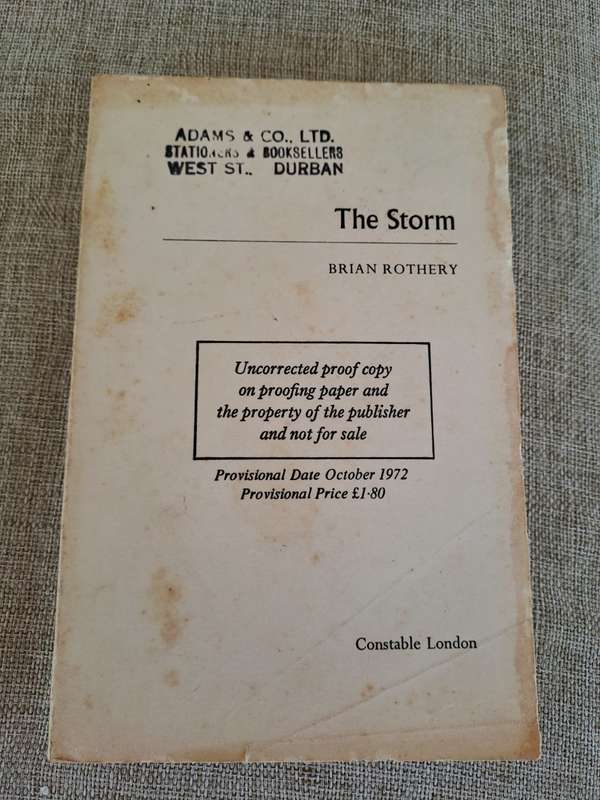 ADAMS & CO., LTD.
STATIONERS & BOOKSELLERS
WEST ST., DURBAN
The Storm
BRIAN ROTHERY
Uncorrected proof copy
on proofing paper and
the property of the publisher
and not for sale
Provisional Date October 1972
Provisional Price £1·80
Constable London